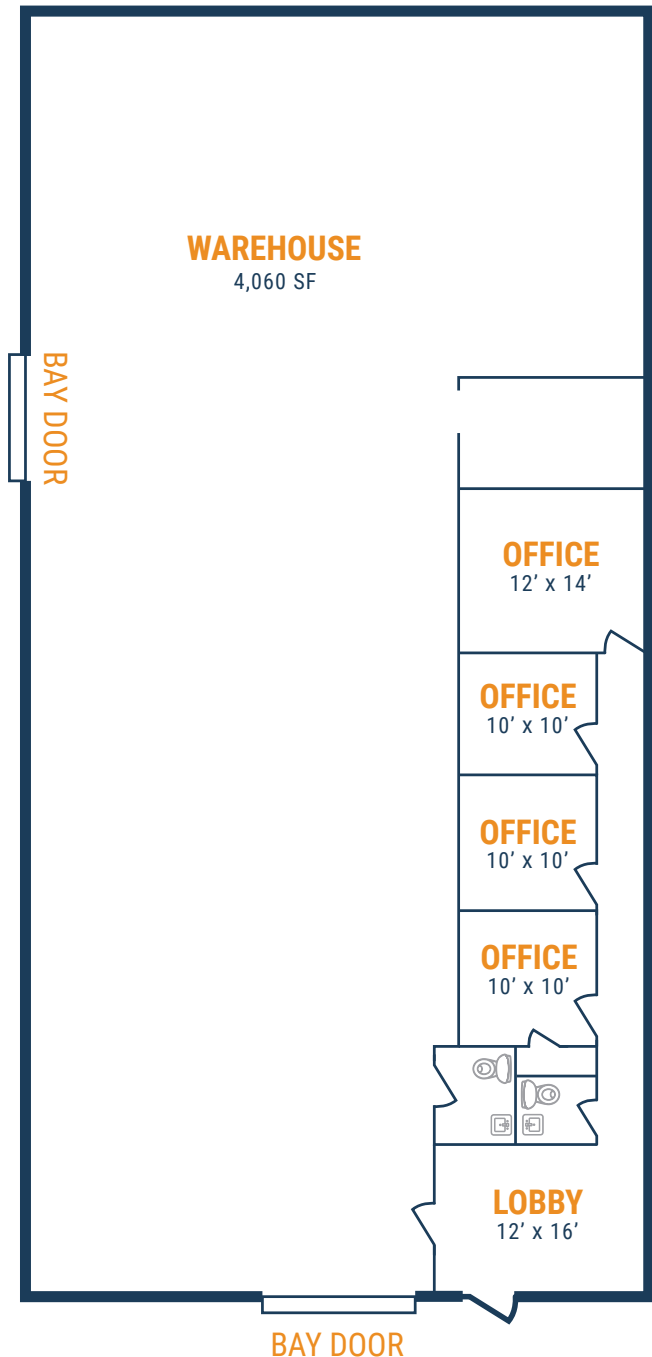 WAREHOUSE
4,060 SF
BAY DOOR
OFFICE
12’ x 14’
OFFICE
10’ x 10’
OFFICE
10’ x 10’
OFFICE
10’ x 10’
LOBBY
12’ x 16’
BAY DOOR